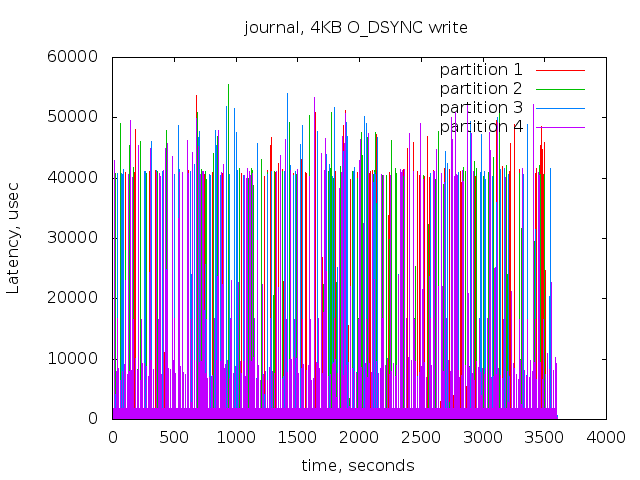 journal, 4KB O_DSYNC write
60000
50000
40000
30000
20000
10000
0
Latency, usec
partition 1
partition 2
partition 3
partition 4
0 500 1000 1500 2000 2500 3000 3500 4000
time, seconds